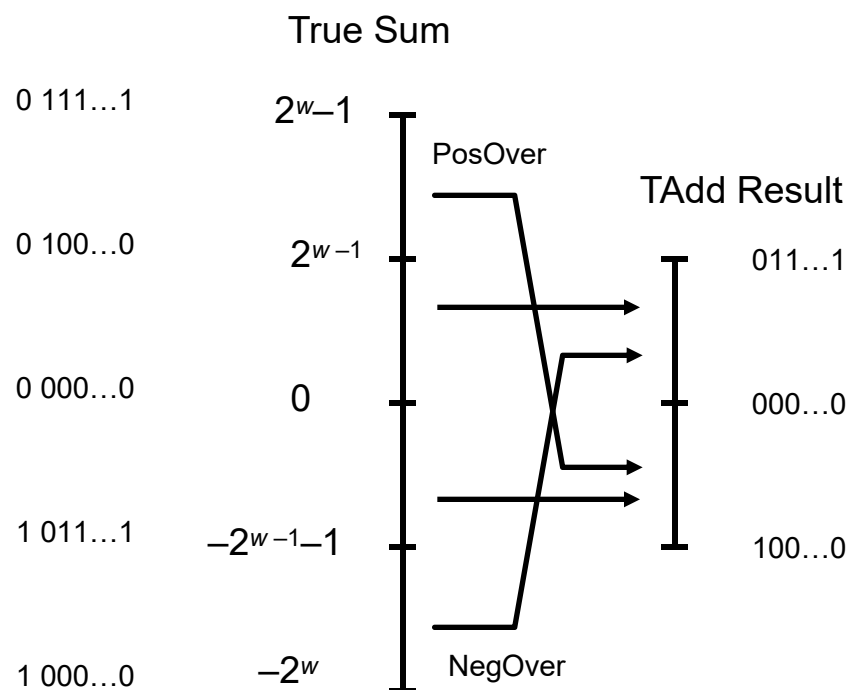 True Sum
0 111…1
2ʷ–1
PosOver
TAdd Result
0 100…0
2ʷ ⁻¹
011…1
0 000…0
0
000…0
1 011…1
–2ʷ ⁻¹–1
100…0
1 000…0
–2ʷ
NegOver